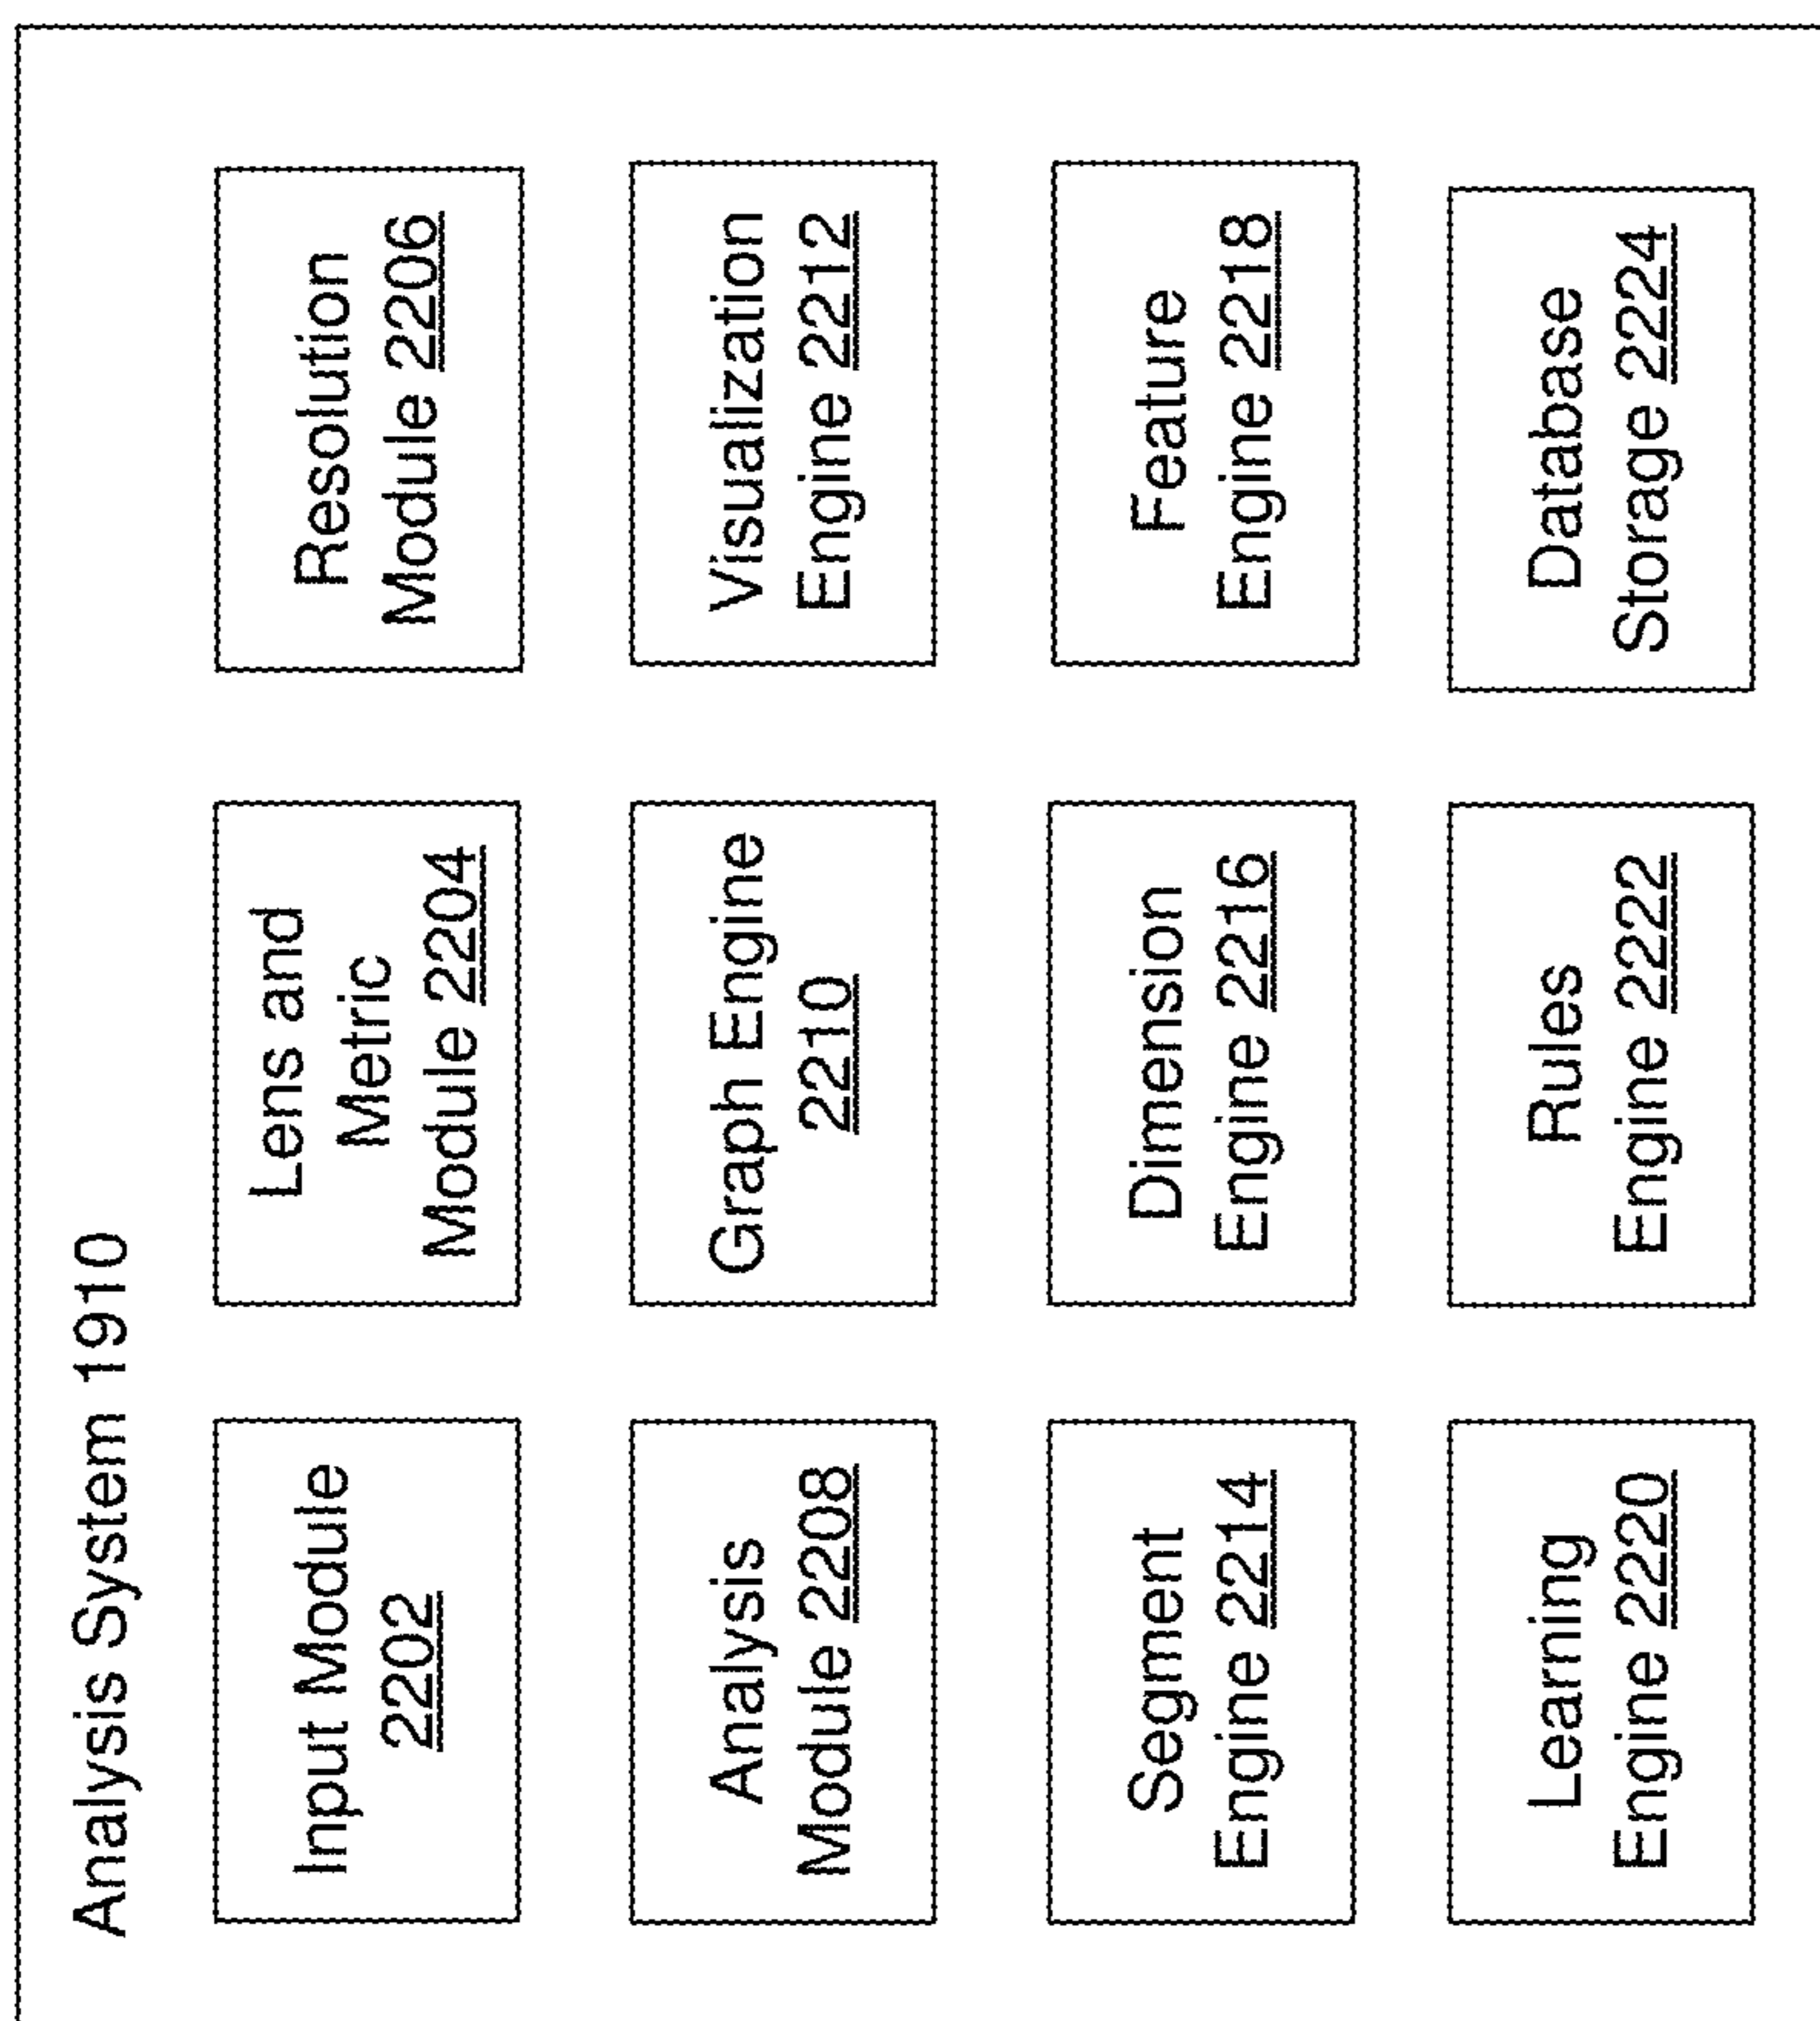 Analysis System 1910
Input Module
2202
Lens and
Metric
Module 2204
Resolution
Module 2206
Analysis
Module 2208
Graph Engine
2210
Visualization
Engine 2212
Segment
Engine 2214
Dimension
Engine 2216
Feature
Engine 2218
Learning
Engine 2220
Rules
Engine 2222
Database
Storage 2224